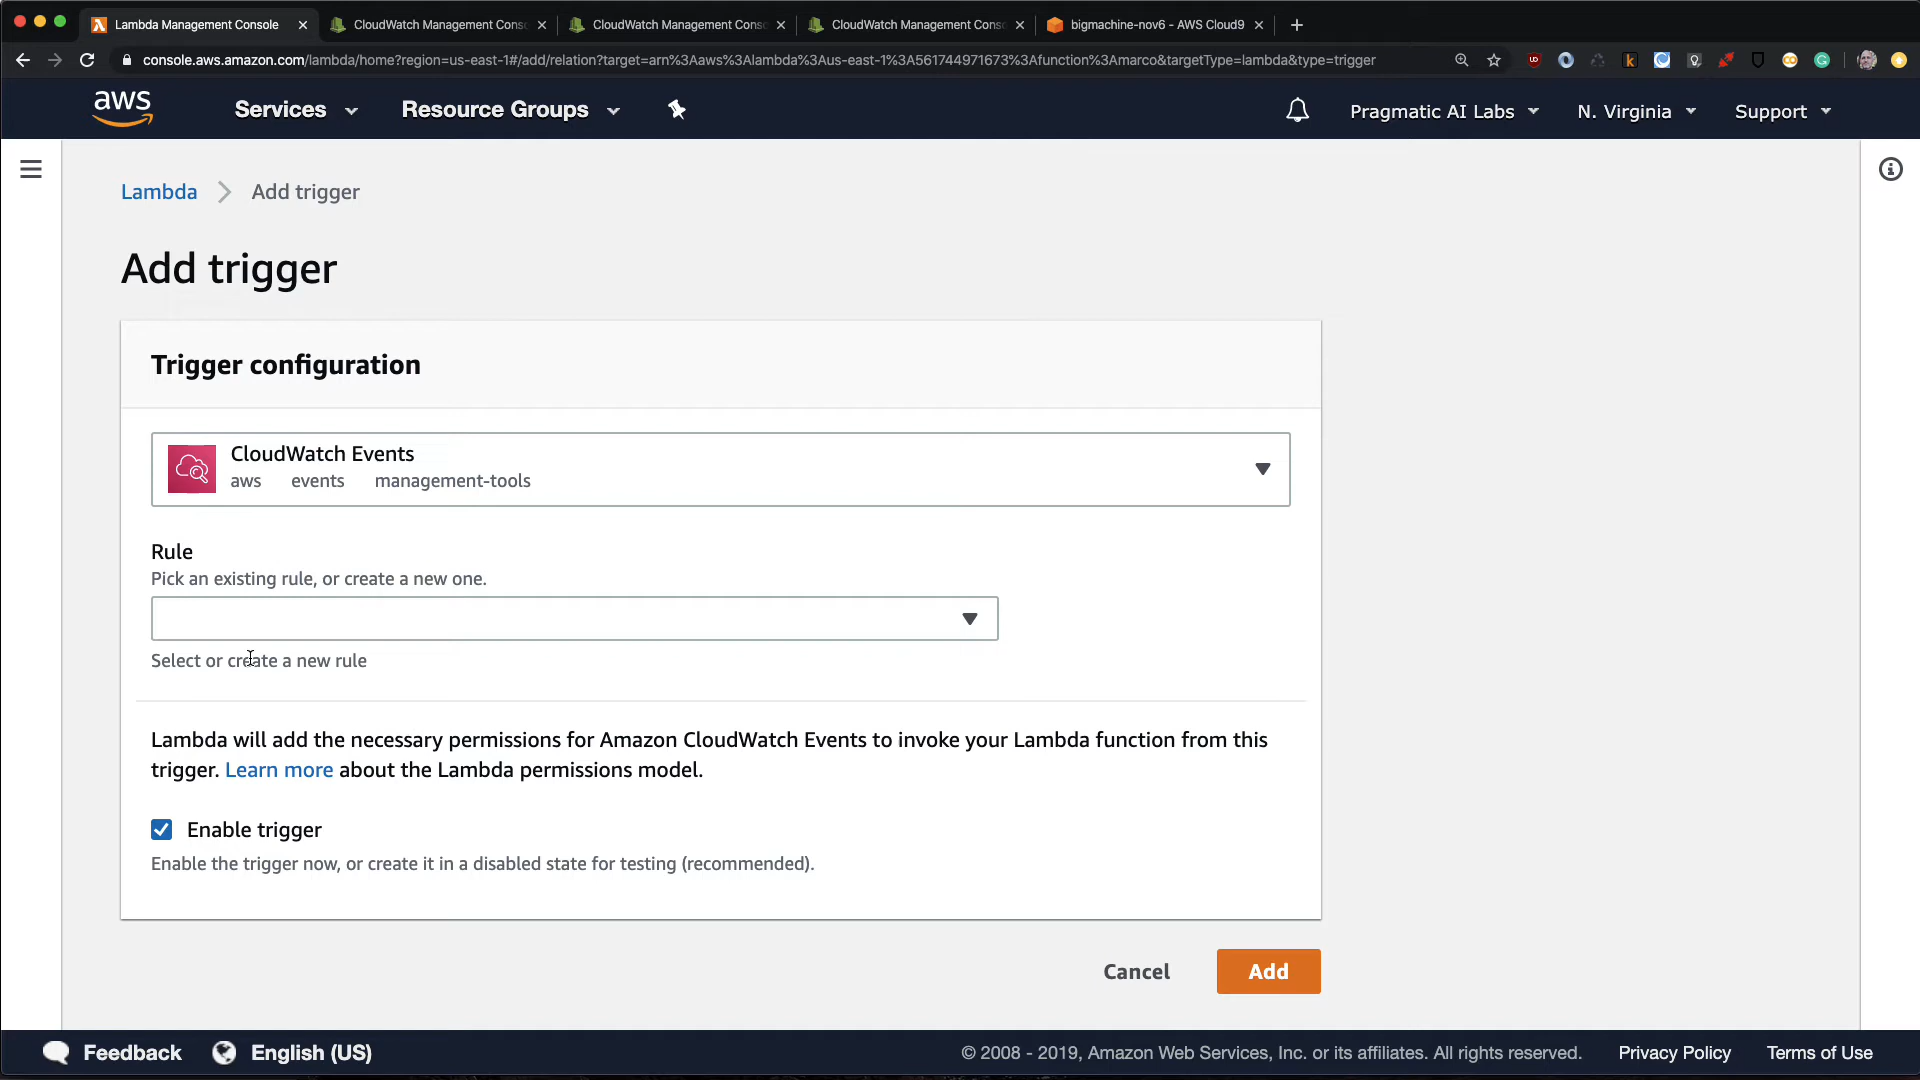 Lambda Management Console
CloudWatch Management Conso
CloudWatch Management Conso
CloudWatch Management Conso
bigmachine-nov6 - AWS Cloud9
console.aws.amazon.com/lambda/home?region=us-east-1#/add/relation?target=arn%3Aaws%3Alambda%3Aus-east-1%3A561744971673%3Afunction%3Amarco&targetType=lambda&type=trigger
aws
Services
Resource Groups
Pragmatic AI Labs
N. Virginia
Support
Lambda
Add trigger
Add trigger
Trigger configuration
CloudWatch Events
aws events management-tools
Rule
Pick an existing rule, or create a new one.
Select or create a new rule
Lambda will add the necessary permissions for Amazon CloudWatch Events to invoke your Lambda function from this
trigger. Learn more about the Lambda permissions model.
Enable trigger
Enable the trigger now, or create it in a disabled state for testing (recommended).
Cancel
Add
Feedback
English (US)
© 2008 - 2019, Amazon Web Services, Inc. or its affiliates. All rights reserved.
Privacy Policy
Terms of Use